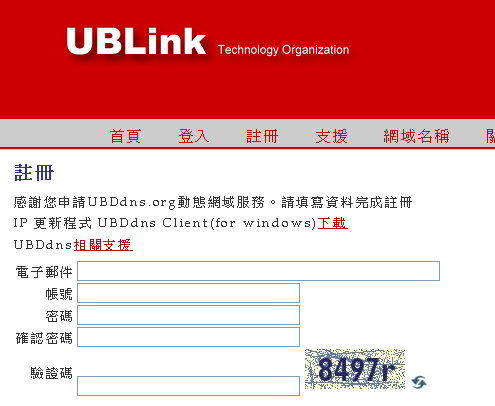 UBLink Technology Organization
首頁 登入 註冊 支援 網域名稱
註冊
感謝您申請UBDdns.org動態網域服務。請填寫資料完成註冊
IP 更新程式 UBDdns Client(for windows)下載
UBDdns相關支援
電子郵件
帳號
密碼
確認密碼
驗證碼 8497r